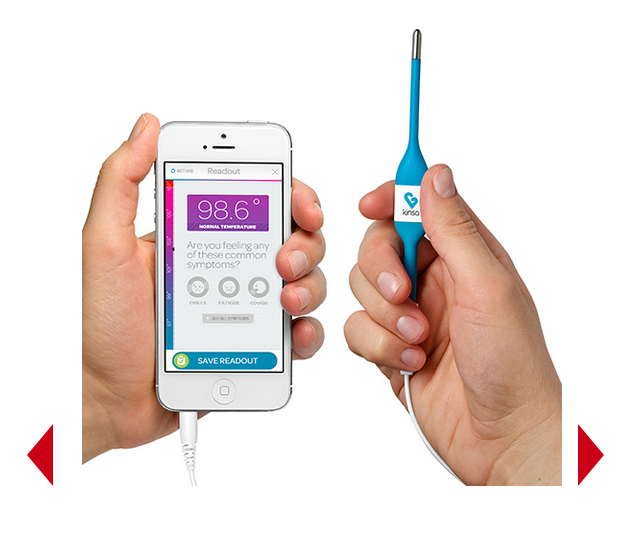 RETAKE
Readout
98.6°
NORMAL TEMPERATURE
Are you feeling any
of these common
symptoms?
CHILLS
FATIGUE
COUGH
SEE ALL SYMPTOMS
SAVE READOUT
kinsa